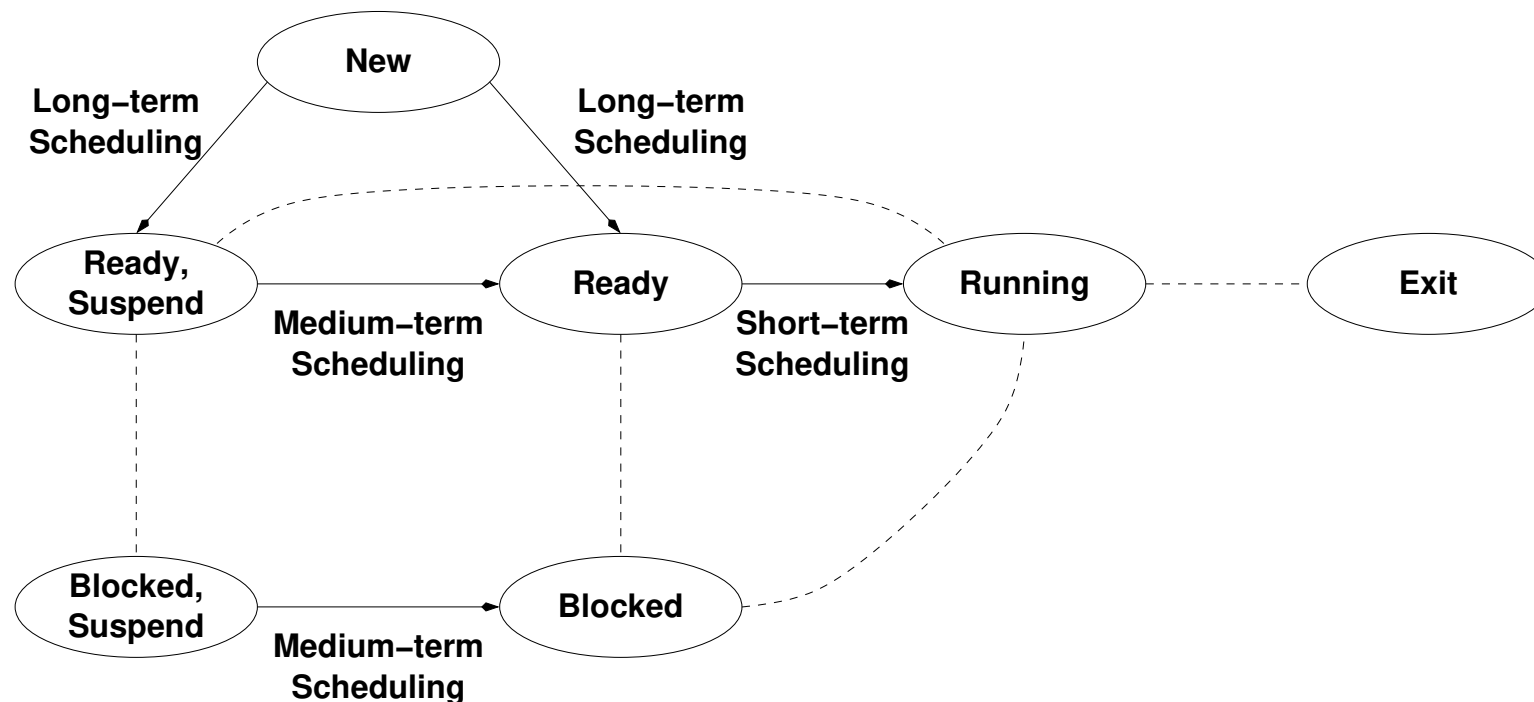 New
Long−term
Scheduling
Long−term
Scheduling
Ready,
Suspend
Ready
Running
Exit
Medium−term
Scheduling
Short−term
Scheduling
Blocked,
Suspend
Blocked
Medium−term
Scheduling